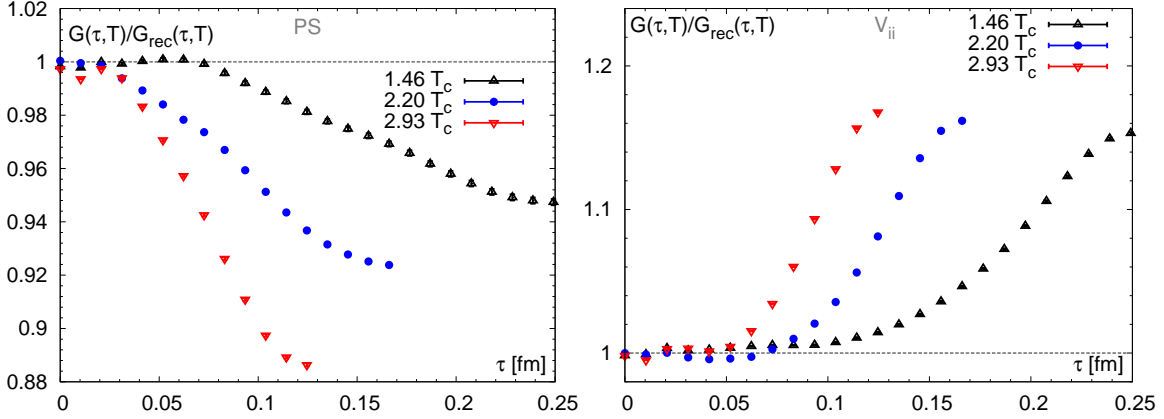 G(τ,T)/G_rec(τ,T)
PS
1.46 T_c
2.20 T_c
2.93 T_c
1.02
1
0.98
0.96
0.94
0.92
0.9
0.88
τ [fm]
0
0.05
0.1
0.15
0.2
0.25
G(τ,T)/G_rec(τ,T)
V_ii
1.46 T_c
2.20 T_c
2.93 T_c
1.2
1.1
1
τ [fm]
0
0.05
0.1
0.15
0.2
0.25